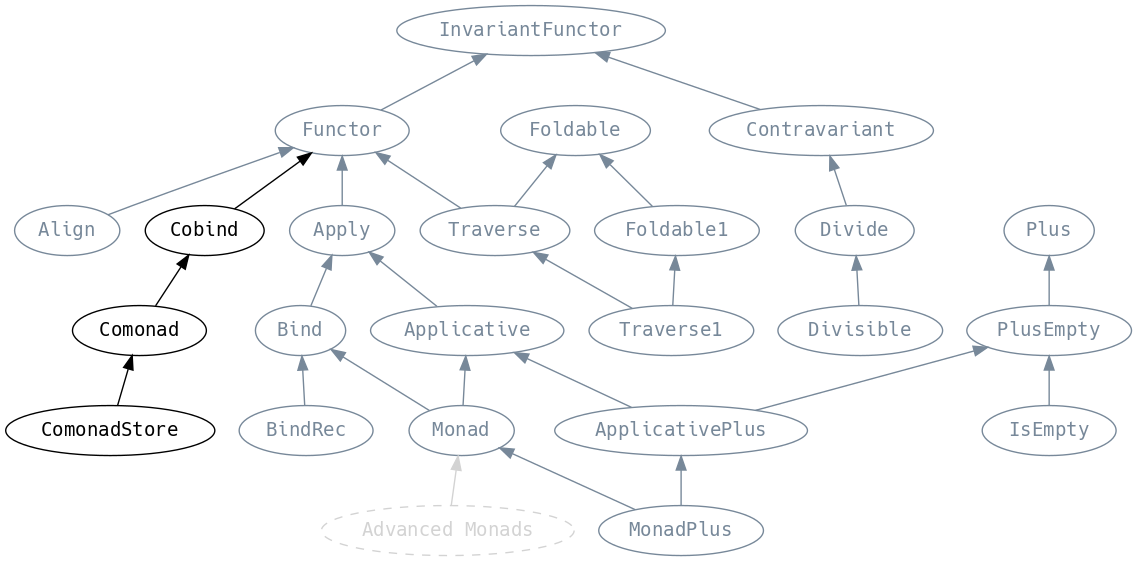 InvariantFunctor
Functor
Foldable
Contravariant
Align
Cobind
Apply
Traverse
Foldable1
Divide
Plus
Comonad
Bind
Applicative
Traverse1
Divisible
PlusEmpty
ComonadStore
BindRec
Monad
ApplicativePlus
IsEmpty
Advanced Monads
MonadPlus